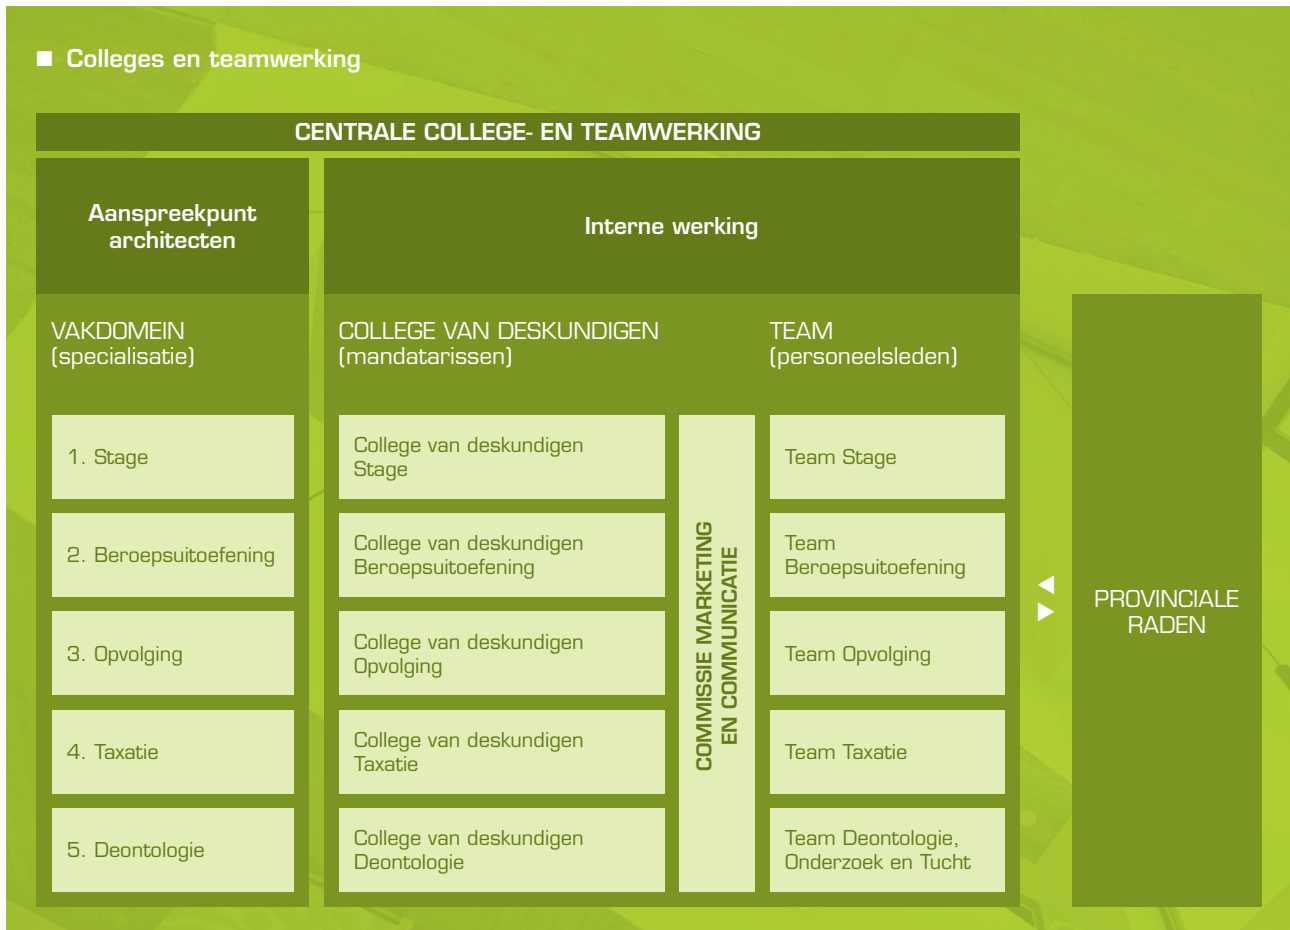 Colleges en teamwerking
CENTRALE COLLEGE- EN TEAMWERKING
Aanspreekpunt
architecten
Interne werking
VAKDOMEIN
(specialisatie)
COLLEGE VAN DESKUNDIGEN
(mandatarissen)
TEAM
(personeelsleden)
1. Stage
College van deskundigen
Stage
Team Stage
2. Beroepsuitoefening
College van deskundigen
Beroepsuitoefening
Team
Beroepsuitoefening
3. Opvolging
College van deskundigen
Opvolging
Team Opvolging
4. Taxatie
College van deskundigen
Taxatie
Team Taxatie
5. Deontologie
College van deskundigen
Deontologie
Team Deontologie,
Onderzoek en Tucht
COMMISSIE MARKETING
EN COMMUNICATIE
PROVINCIALE
RADEN